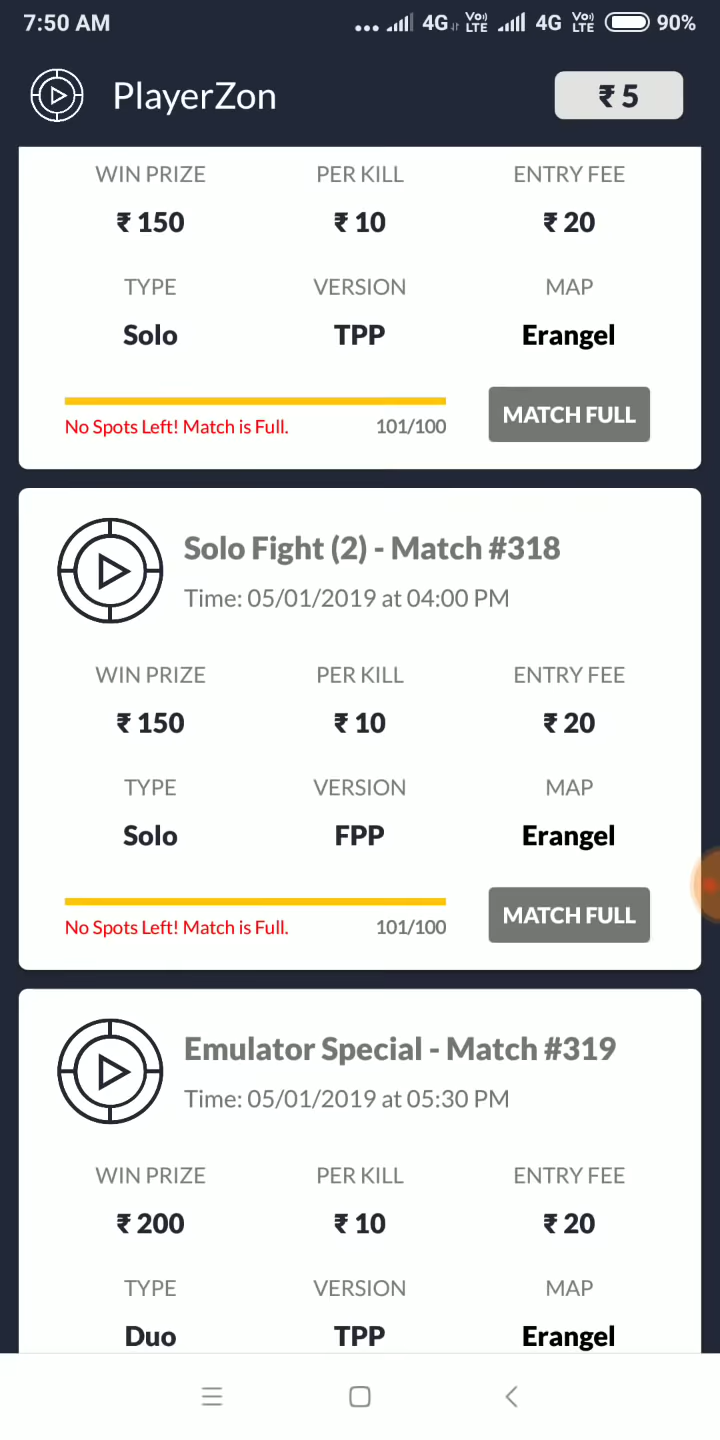 7:50 AM
4G Vo)) LTE 4G Vo)) LTE 90%
PlayerZon
₹ 5
WIN PRIZE PER KILL ENTRY FEE
₹ 150 ₹ 10 ₹ 20
TYPE VERSION MAP
Solo TPP Erangel
No Spots Left! Match is Full. 101/100 MATCH FULL
Solo Fight (2) - Match #318
Time: 05/01/2019 at 04:00 PM
WIN PRIZE PER KILL ENTRY FEE
₹ 150 ₹ 10 ₹ 20
TYPE VERSION MAP
Solo FPP Erangel
No Spots Left! Match is Full. 101/100 MATCH FULL
Emulator Special - Match #319
Time: 05/01/2019 at 05:30 PM
WIN PRIZE PER KILL ENTRY FEE
₹ 200 ₹ 10 ₹ 20
TYPE VERSION MAP
Duo TPP Erangel